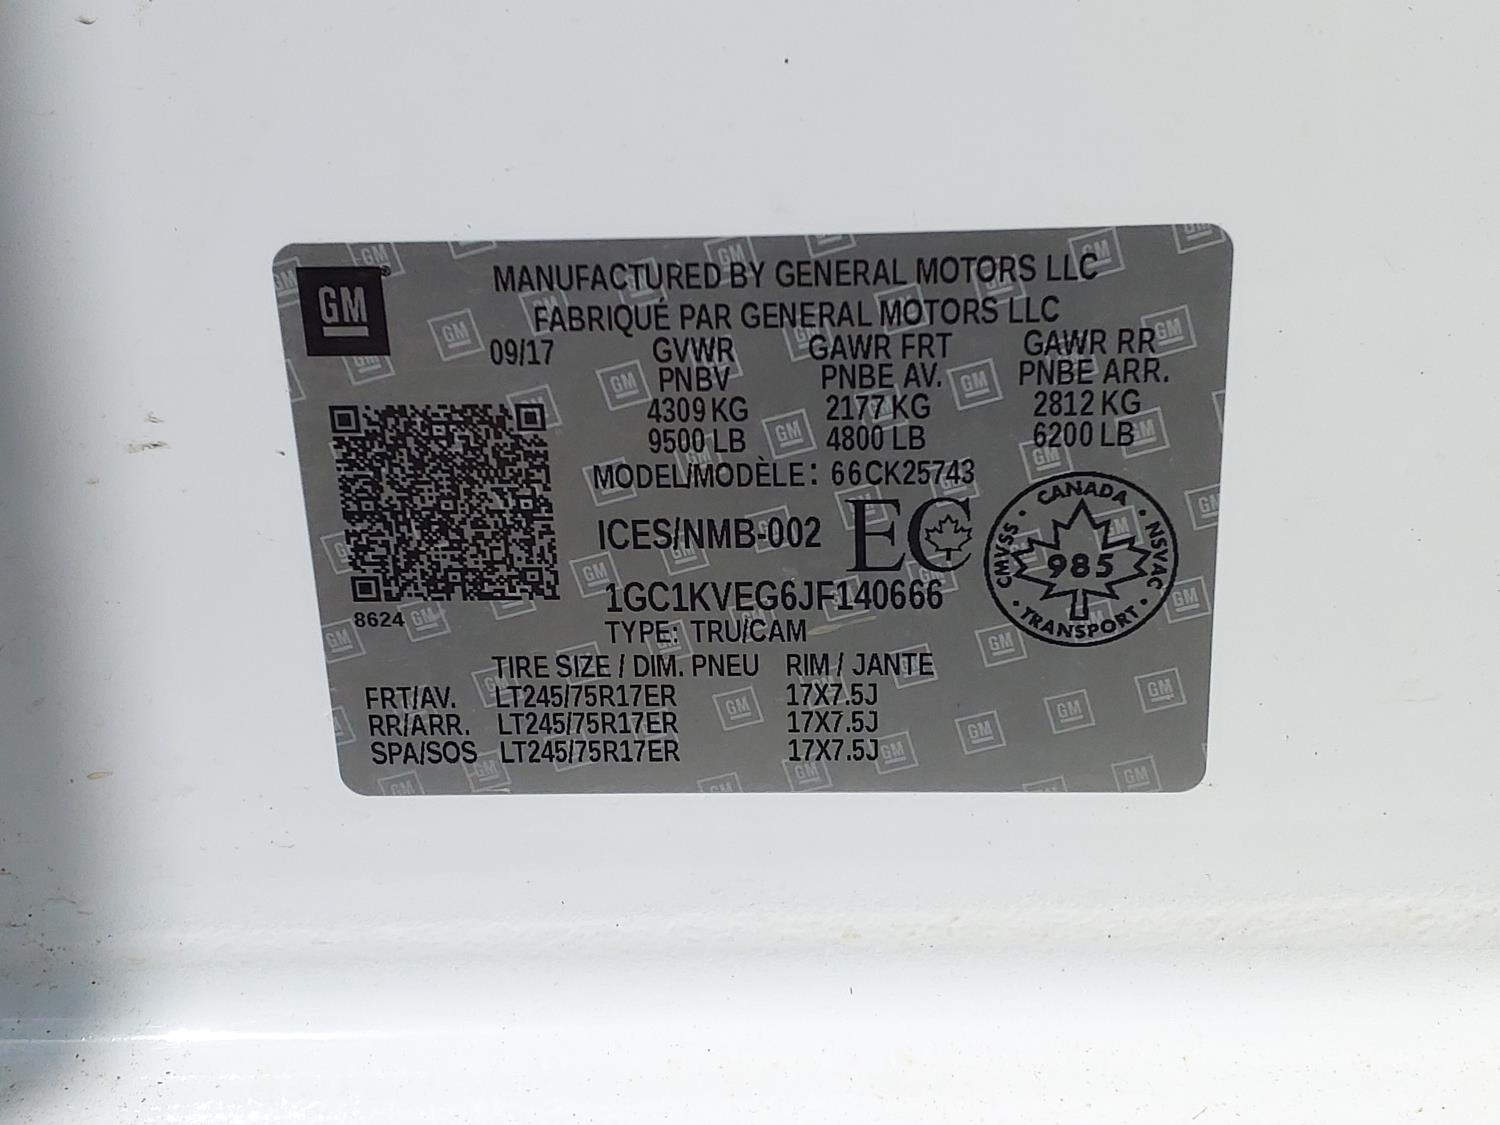 GM
MANUFACTURED BY GENERAL MOTORS LLC
FABRIQUÉ PAR GENERAL MOTORS LLC
09/17 GVWR GAWR FRT GAWR RR
PNBV PNBE AV. PNBE ARR.
4309 KG 2177 KG 2812 KG
9500 LB 4800 LB 6200 LB
MODEL/MODÈLE: 66CK25743
ICES/NMB-002 EC
CANADA
CMVSS 985 NSVAC
TRANSPORT
1GC1KVEG6JF140666
8624
TYPE: TRU/CAM
TIRE SIZE / DIM. PNEU RIM / JANTE
FRT/AV. LT245/75R17ER 17X7.5J
RR/ARR. LT245/75R17ER 17X7.5J
SPA/SOS LT245/75R17ER 17X7.5J